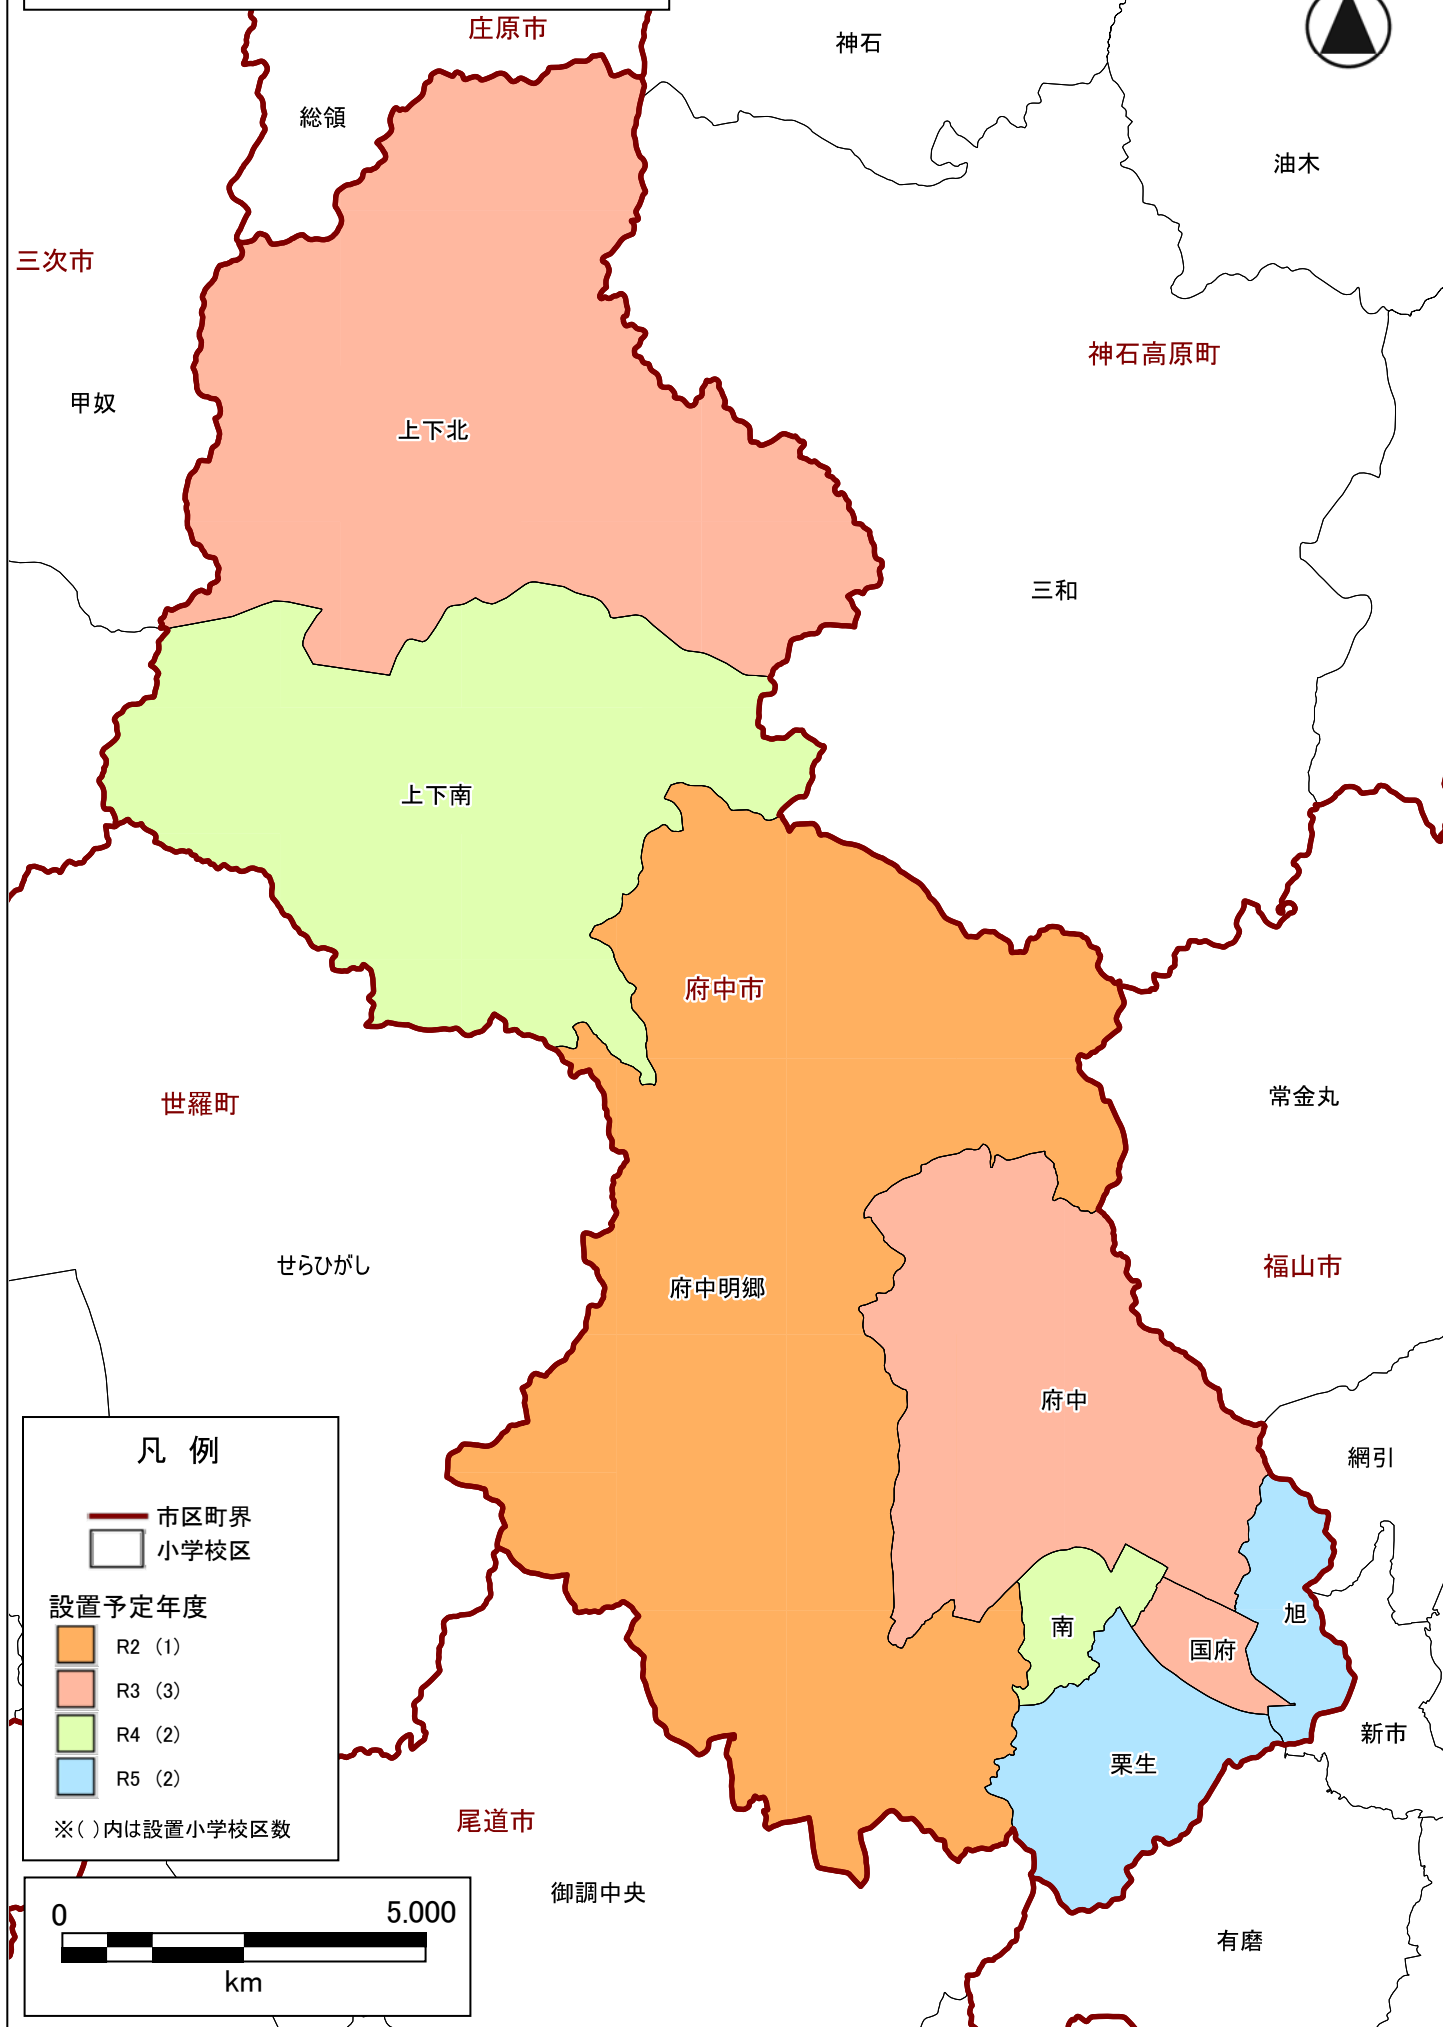 庄原市
神石
総領
油木
三次市
神石高原町
甲奴
上下北
三和
上下南
府中市
常金丸
世羅町
せらひがし
福山市
府中明郷
府中
網引
凡 例
市区町界
小学校区
設置予定年度
R2 （1）
R3 （3）
R4 （2）
R5 （2）
※( )内は設置小学校区数
旭
南
国府
新市
栗生
尾道市
御調中央
有磨
0 5.000
km